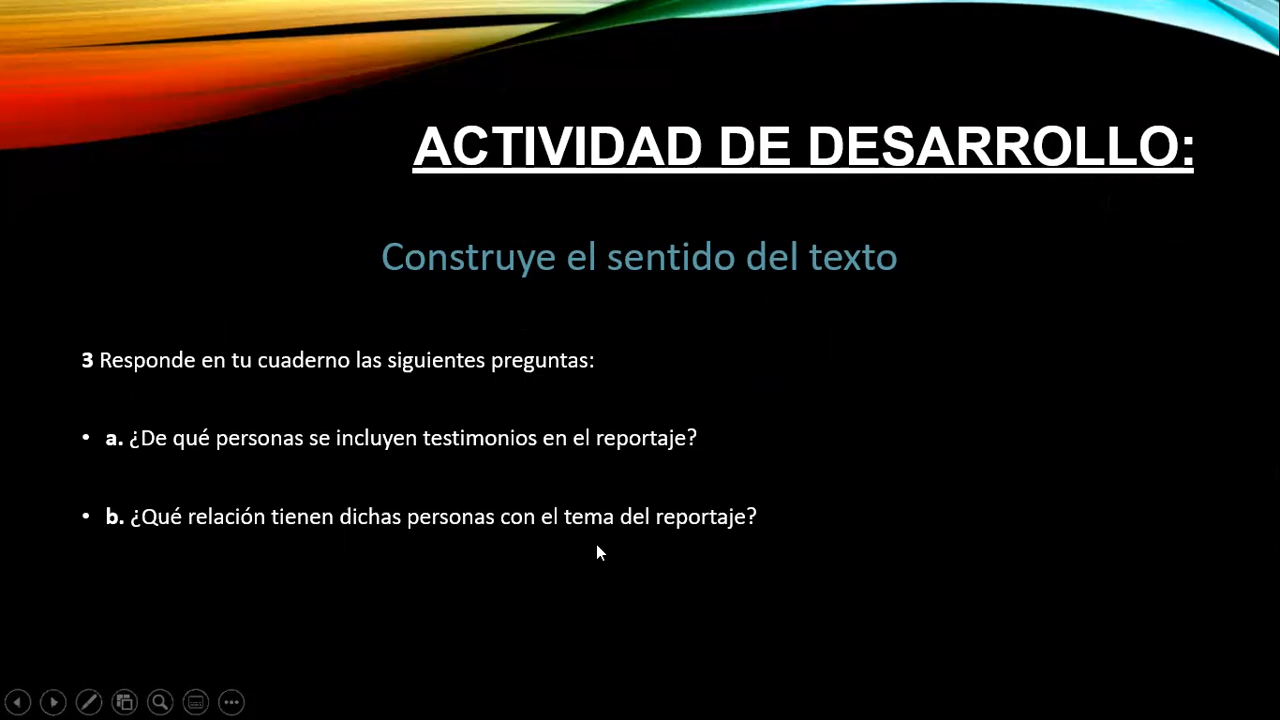 ACTIVIDAD DE DESARROLLO:
Construye el sentido del texto
3 Responde en tu cuaderno las siguientes preguntas:
• a. ¿De qué personas se incluyen testimonios en el reportaje?
• b. ¿Qué relación tienen dichas personas con el tema del reportaje?